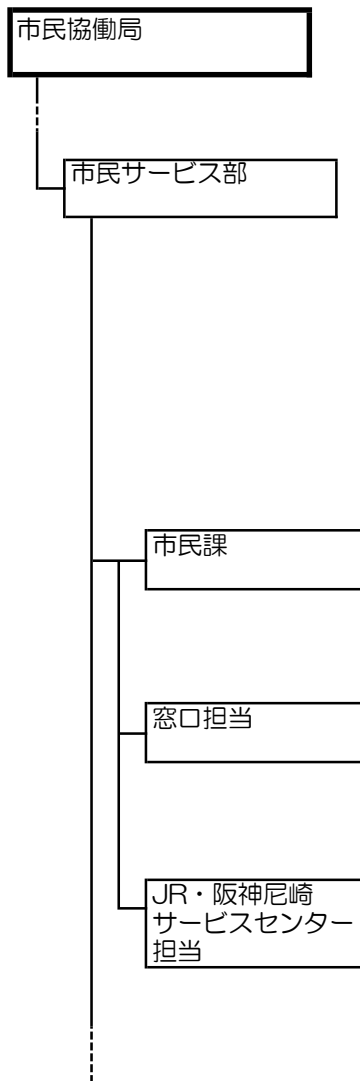 市民協働局
市民サービス部
市民課
窓口担当
JR・阪神尼崎
サービスセンター
担当